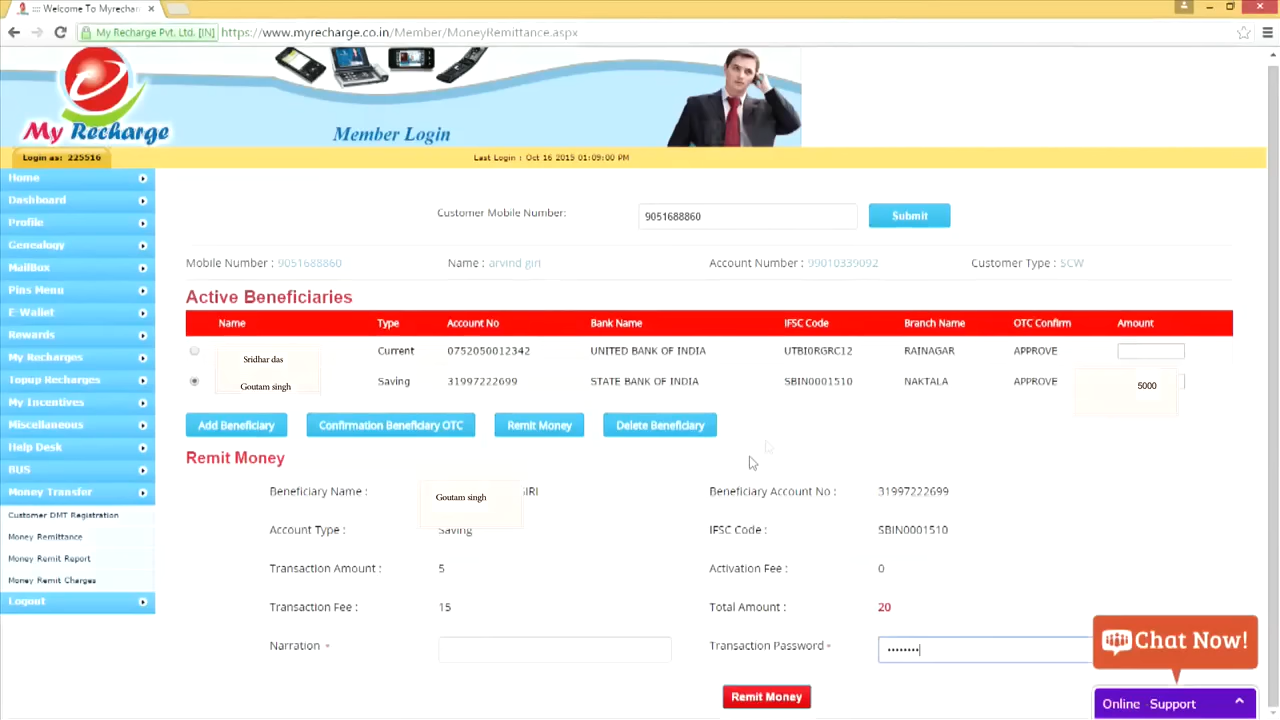 :::: Welcome To Myrechar
My Recharge Pvt. Ltd. [IN] https://www.myrecharge.co.in/Member/MoneyRemittance.aspx
My Recharge
Member Login
Login as: 225516
Last Login : Oct 16 2015 01:09:00 PM
Home
Dashboard
Profile
Genealogy
MailBox
Pins Menu
E-Wallet
Rewards
My Recharges
Topup Recharges
My Incentives
Miscellaneous
Help Desk
BUS
Money Transfer
Customer DMT Registration
Money Remittance
Money Remit Report
Money Remit Charges
Logout
Customer Mobile Number: 9051688860 Submit
Mobile Number : 9051688860 Name : arvind giri Account Number : 99010339092 Customer Type : SCW
Active Beneficiaries
Name Type Account No Bank Name IFSC Code Branch Name OTC Confirm Amount
Sridhar das Current 0752050012342 UNITED BANK OF INDIA UTBI0RGRC12 RAINAGAR APPROVE
Goutam singh Saving 31997222699 STATE BANK OF INDIA SBIN0001510 NAKTALA APPROVE 5000
Add Beneficiary Confirmation Beneficiary OTC Remit Money Delete Beneficiary
Remit Money
Beneficiary Name : Goutam singh IRI Beneficiary Account No : 31997222699
Account Type : Saving IFSC Code : SBIN0001510
Transaction Amount : 5 Activation Fee : 0
Transaction Fee : 15 Total Amount : 20
Narration * Transaction Password * ••••••••
Remit Money
Chat Now!
Online - Support